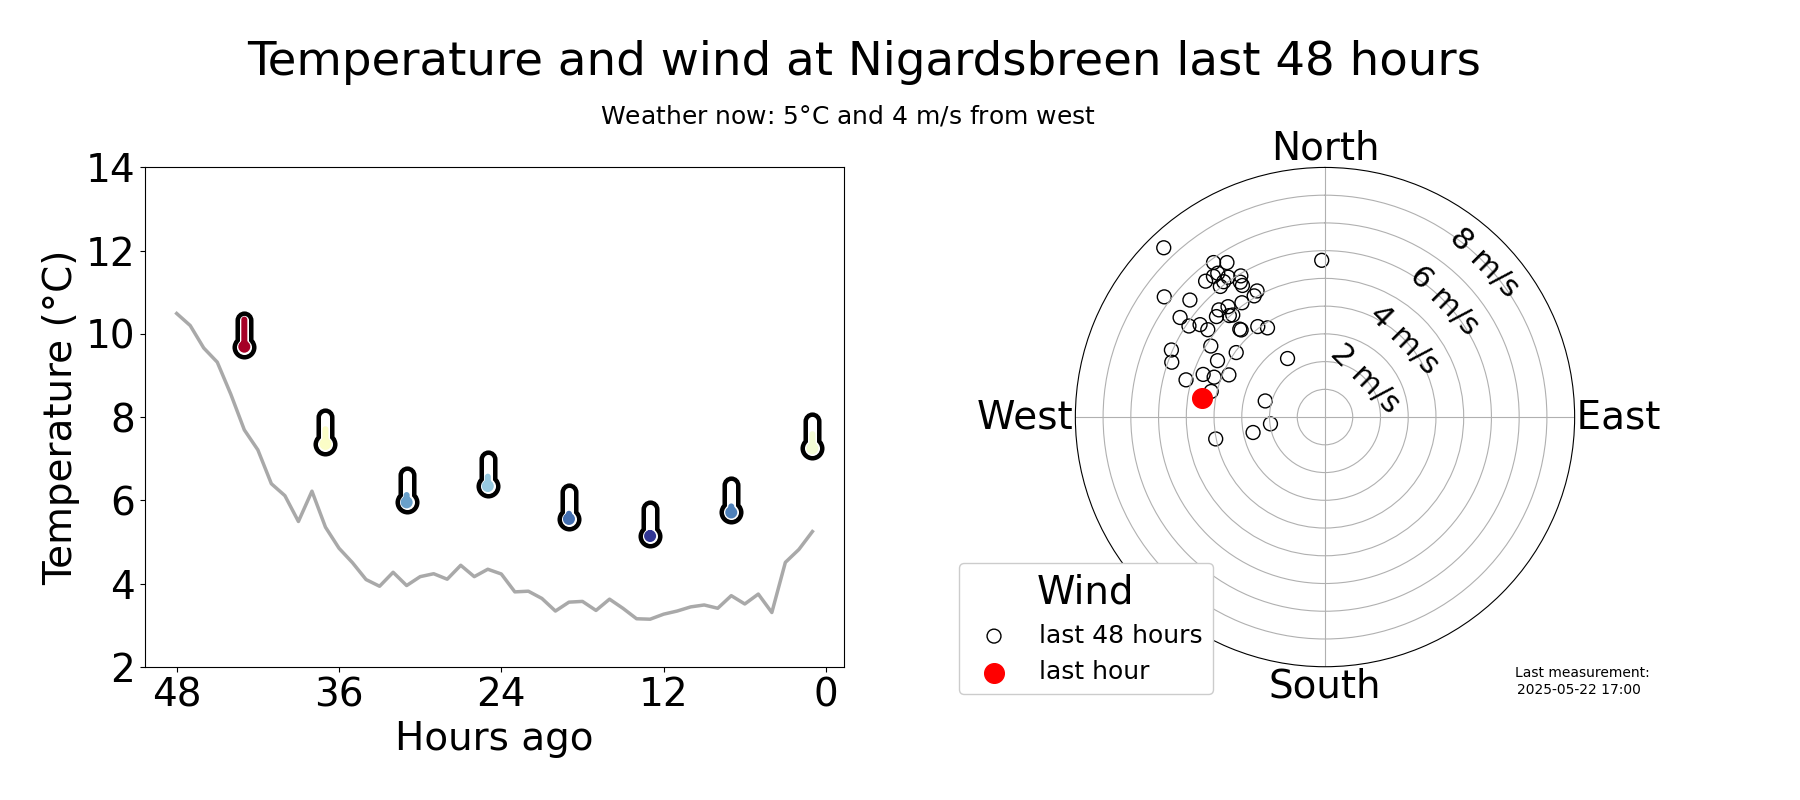 Temperature and wind at Nigardsbreen last 48 hours
Weather now: 5°C and 4 m/s from west
14
12
10
8
6
4
2
Temperature (°C)
48 36 24 12 0
Hours ago
North
West
East
South
8 m/s
6 m/s
4 m/s
2 m/s
Wind
last 48 hours
last hour
Last measurement:
2025-05-22 17:00